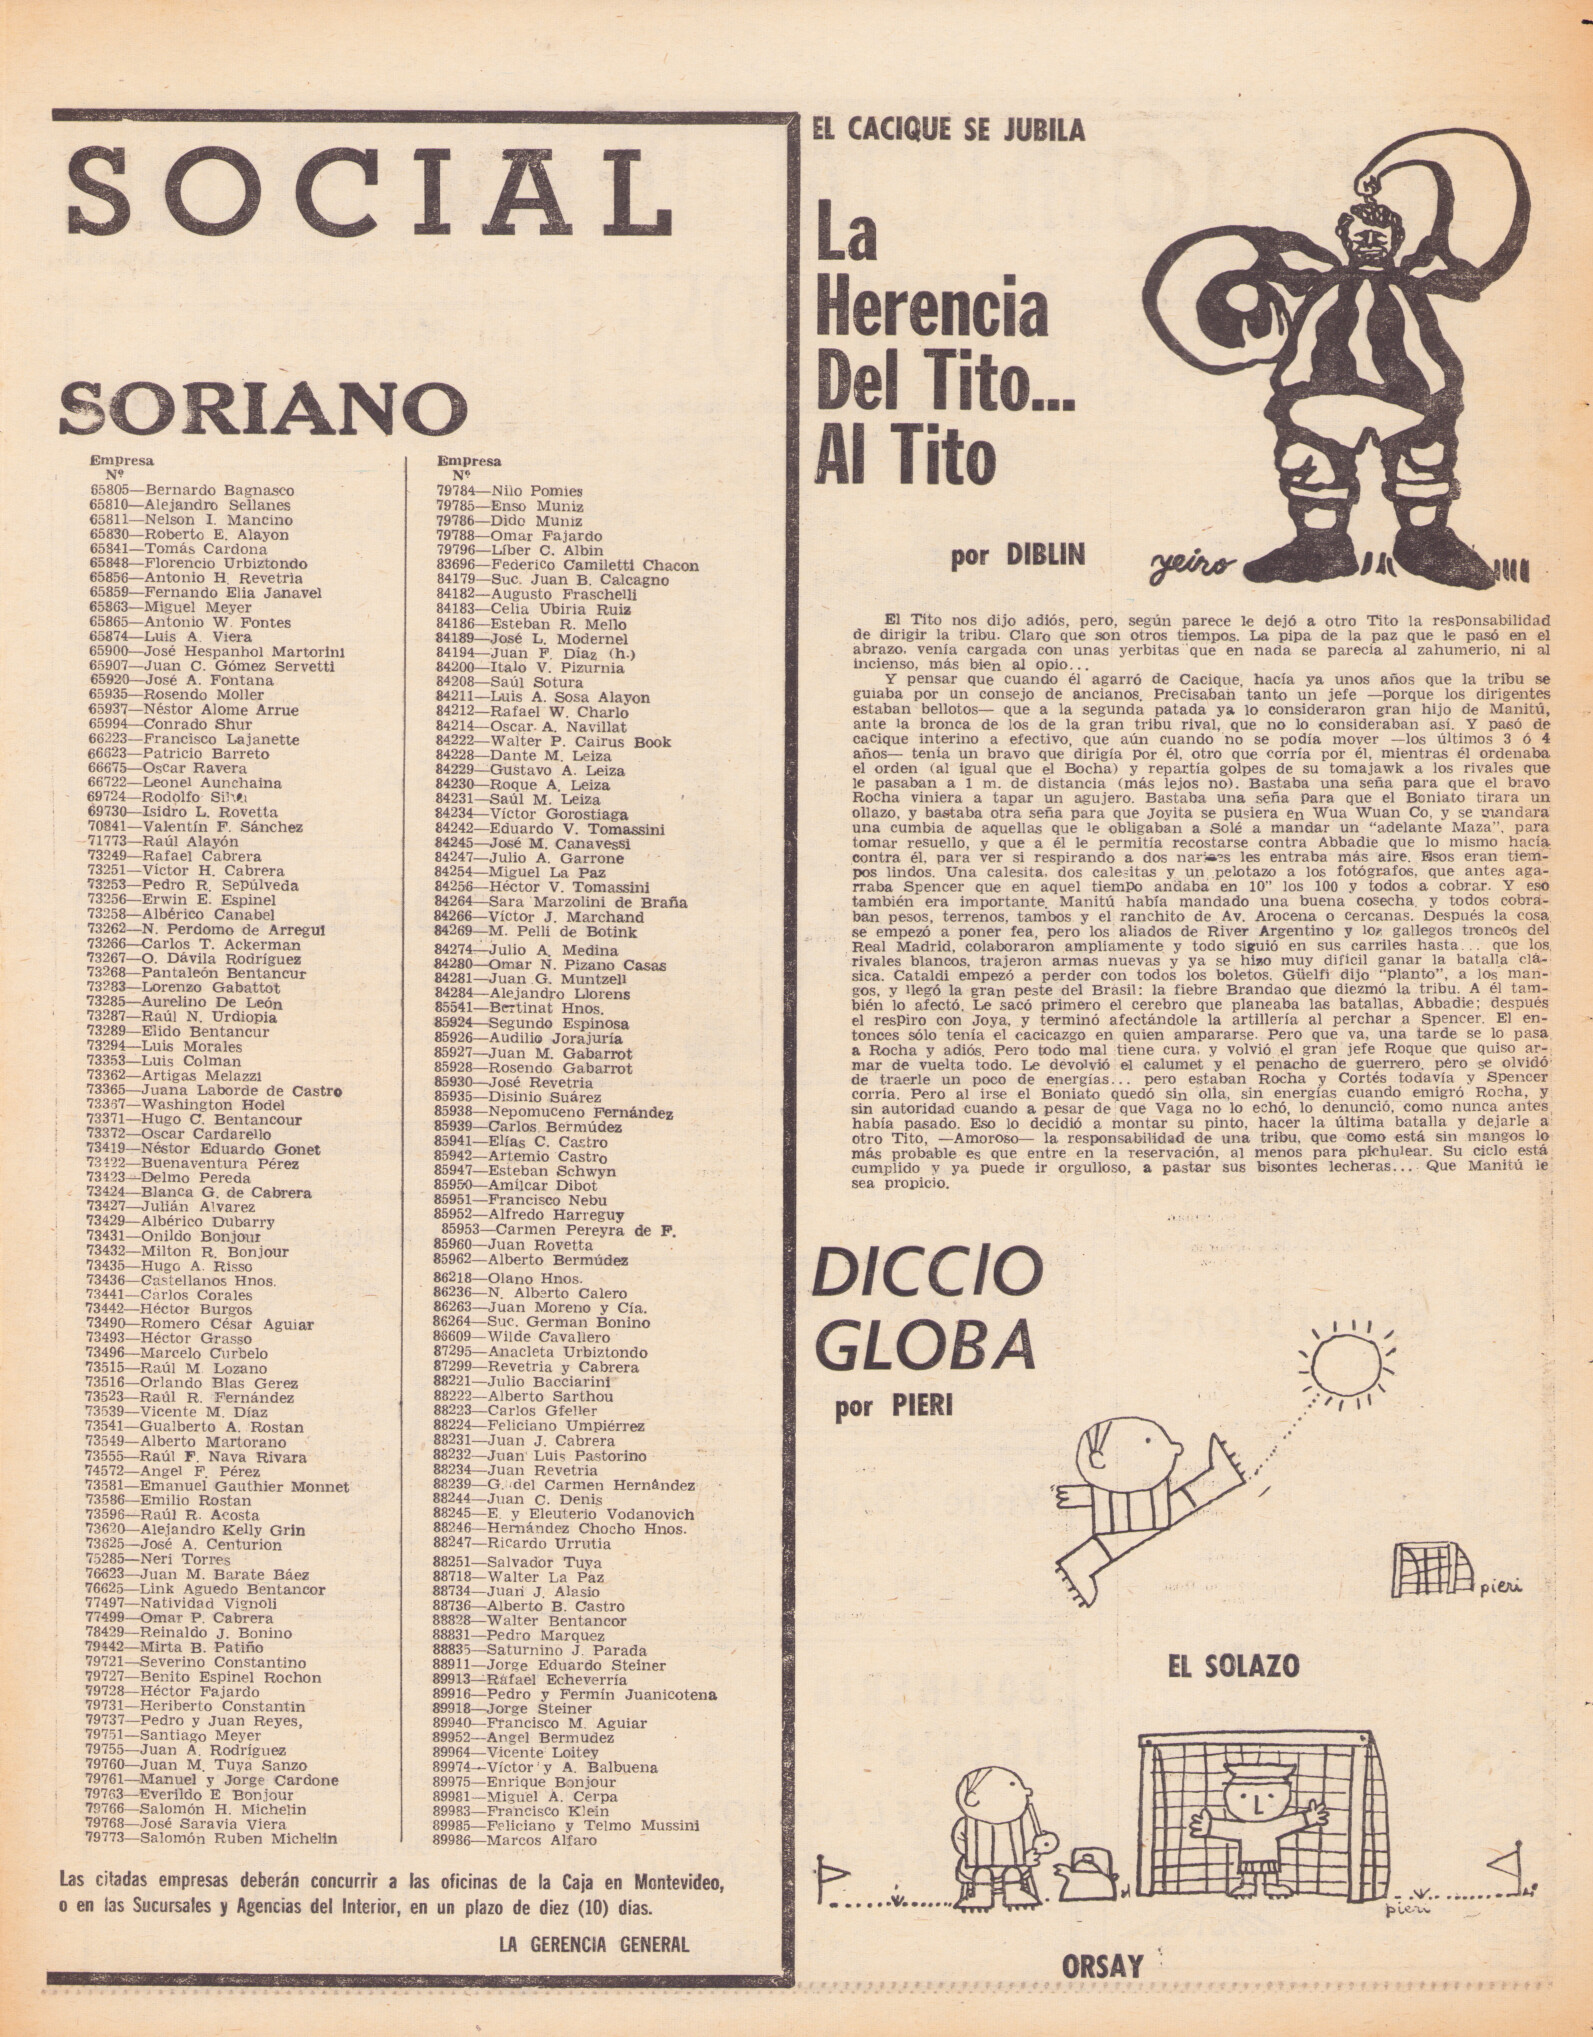 SOCIAL
SORIANO
Empresa
Nº
65805—Bernardo Bagnasco
65810—Alejandro Sellanes
65811—Nelson I. Mancino
65830—Roberto E. Alayon
65841—Tomás Cardona
65848—Florencio Urbiztondo
65856—Antonio H. Revetria
65859—Fernando Elia Janavel
65863—Miguel Meyer
65865—Antonio W. Fontes
65874—Luis A. Viera
65900—José Hespanhol Martorini
65907—Juan C. Gómez Servetti
65920—José A. Fontana
65935—Rosendo Moller
65937—Néstor Alome Arrue
65994—Conrado Shur
66223—Francisco Lajanette
66623—Patricio Barreto
66675—Oscar Ravera
66722—Leonel Aunchaina
69724—Rodolfo
69730—Isidro L. Rovetta
70841—Valentín F. Sánchez
71773—Raúl Alayón
73249—Rafael Cabrera
73251—Víctor H. Cabrera
73253—Pedro R. Sepúlveda
73256—Erwin E. Espinel
73258—Albérico Canabel
73262—N. Perdomo de Arregui
73266—Carlos T. Ackerman
73267—O. Dávila Rodríguez
73268—Pantaleón Bentancur
73283—Lorenzo Gabattot
73285—Aurelino De León
73287—Raúl N. Urdiopia
73289—Elido Bentancur
73294—Luis Morales
73353—Luis Colman
73362—Artigas Melazzi
73365—Juana Laborde de Castro
73367—Washington Hodel
73371—Hugo C. Bentancour
73372—Oscar Cardarello
73419—Néstor Eduardo Gonet
73422—Buenaventura Pérez
73423—Delmo Pereda
73424—Blanca G. de Cabrera
73427—Julián Alvarez
73429—Albérico Dubarry
73431—Onildo Bonjour
73432—Milton R. Bonjour
73435—Hugo A. Risso
73436—Castellanos Hnos.
73441—Carlos Corales
73442—Héctor Burgos
73490—Romero César Aguiar
73493—Héctor Grasso
73496—Marcelo Curbelo
73515—Raúl M. Lozano
73516—Orlando Blas Gerez
73523—Raúl R. Fernández
73539—Vicente M. Díaz
73541—Gualberto A. Rostan
73549—Alberto Martorano
73555—Raúl F. Nava Rivara
74572—Angel F. Pérez
73581—Emanuel Gauthier Monnet
73586—Emilio Rostan
73596—Raúl R. Acosta
73620—Alejandro Kelly Grin
73625—José A. Centurion
75285—Neri Torres
76623—Juan M. Barate Báez
76625—Link Aguedo Bentancor
77497—Natividad Vignoli
77499—Omar P. Cabrera
78429—Reinaldo J. Bonino
79442—Mirta B. Patiño
79721—Severino Constantino
79727—Benito Espinel Rochon
79728—Héctor Fajardo
79731—Heriberto Constantin
79737—Pedro y Juan Reyes,
79751—Santiago Meyer
79755—Juan A. Rodríguez
79760—Juan M. Tuya Sanzo
79761—Manuel y Jorge Cardone
79763—Everildo E Bonjour
79766—Salomón H. Michelin
79768—José Saravia Viera
79773—Salomón Ruben Michelin
Empresa
Nº
79784—Nilo Pomies
79785—Enso Muniz
79786—Dido Muniz
79788—Omar Fajardo
79796—Líber C. Albin
83696—Federico Camiletti Chacon
84179—Suc. Juan B. Calcagno
84182—Augusto Fraschelli
84183—Celia Ubiria Ruiz
84186—Esteban R. Mello
84189—José L. Modernel
84194—Juan F. Diaz (h.)
84200—Italo V. Pizurnia
84208—Saúl Sotura
84211—Luis A. Sosa Alayon
84212—Rafael W. Charlo
84214—Oscar A. Navillat
84222—Walter P. Cairus Book
84228—Dante M. Leiza
84229—Gustavo A. Leiza
84230—Roque A. Leiza
84231—Saúl M. Leiza
84234—Víctor Gorostiaga
84242—Eduardo V. Tomassini
84245—José M. Canavessi
84247—Julio A. Garrone
84254—Miguel La Paz
84256—Héctor V. Tomassini
84264—Sara Marzolini de Braña
84266—Víctor J. Marchand
84269—M. Pelli de Botink
84274—Julio A. Medina
84280—Omar N. Pizano Casas
84281—Juan G. Muntzell
84284—Alejandro Llorens
85541—Bertinat Hnos.
85924—Segundo Espinosa
85926—Audilio Jorajuría
85927—Juan M. Gabarrot
85928—Rosendo Gabarrot
85930—José Revetria
85935—Disinio Suárez
85938—Nepomuceno Fernández
85939—Carlos Bermúdez
85941—Elías C. Castro
85942—Artemio Castro
85947—Esteban Schwyn
85950—Amílcar Dibot
85951—Francisco Nebu
85952—Alfredo Harreguy
85953—Carmen Pereyra de F.
85960—Juan Rovetta
85962—Alberto Bermúdez
86218—Olano Hnos.
86236—N. Alberto Calero
86263—Juan Moreno y Cía.
86264—Suc. German Bonino
86609—Wilde Cavallero
87295—Anacleta Urbiztondo
87299—Revetria y Cabrera
88221—Julio Bacciarini
88222—Alberto Sarthou
88223—Carlos Gfeller
88224—Feliciano Umpiérrez
88231—Juan J. Cabrera
88232—Juan Luis Pastorino
88234—Juan Revetria
88239—G. del Carmen Hernández
88244—Juan C. Denis
88245—E. y Eleuterio Vodanovich
88246—Hernández Chocho Hnos.
88247—Ricardo Urrutia
88251—Salvador Tuya
88718—Walter La Paz
88734—Juan J. Alasio
88736—Alberto B. Castro
88828—Walter Bentancor
88831—Pedro Marquez
88835—Saturnino J. Parada
88911—Jorge Eduardo Steiner
89913—Rafael Echeverría
89916—Pedro y Fermín Juanicotena
89918—Jorge Steiner
89940—Francisco M. Aguiar
89952—Angel Bermudez
89964—Vicente Loitey
89974—Víctor y A. Balbuena
89975—Enrique Bonjour
89981—Miguel A. Cerpa
89983—Francisco Klein
89985—Feliciano y Telmo Mussini
89986—Marcos Alfaro
Las citadas empresas deberán concurrir a las oficinas de la Caja en Montevideo,
o en las Sucursales y Agencias del Interior, en un plazo de diez (10) dias.
LA GERENCIA GENERAL
EL CACIQUE SE JUBILA
La
Herencia
Del Tito...
Al Tito
por DIBLIN
yeiro
El Tito nos dijo adiós, pero, según parece le dejó a otro Tito la responsabilidad
de dirigir la tribu. Claro que son otros tiempos. La pipa de la paz que le pasó en el
abrazo, venía cargada con unas yerbitas que en nada se parecía al zahumerio, ni al
incienso, más bien al opio...
Y pensar que cuando él agarró de Cacique, hacía ya unos años que la tribu se
guiaba por un consejo de ancianos. Precisaban tanto un jefe —porque los dirigentes
estaban bellotos— que a la segunda patada ya lo consideraron gran hijo de Manitú,
ante la bronca de los de la gran tribu rival, que no lo consideraban así. Y pasó de
cacique interino a efectivo, que aún cuando no se podía mover —los últimos 3 ó 4
años— tenía un bravo que dirigía por él, otro que corría por él, mientras él ordenaba
el orden (al igual que el Bocha) y repartía golpes de su tomajawk a los rivales que
le pasaban a 1 m. de distancia (más lejos no). Bastaba una seña para que el bravo
Rocha viniera a tapar un agujero. Bastaba una seña para que el Boniato tirara un
ollazo, y bastaba otra seña para que Joyita se pusiera en Wua Wuan Co, y se mandara
una cumbia de aquellas que le obligaban a Solé a mandar un "adelante Maza", para
tomar resuello, y que a él le permitía recostarse contra Abbadie que lo mismo hacía
contra él, para ver si respirando a dos narices les entraba más aire. Esos eran tiem-
pos lindos. Una calesita, dos calesitas y un pelotazo a los fotógrafos, que antes aga-
rraba Spencer que en aquel tiempo andaba en 10" los 100 y todos a cobrar. Y eso
también era importante. Manitú había mandado una buena cosecha y todos cobra-
ban pesos, terrenos, tambos y el ranchito de Av. Arocena o cercanas. Después la cosa
se empezó a poner fea, pero los aliados de River Argentino y los gallegos troncos del
Real Madrid, colaboraron ampliamente y todo siguió en sus carriles hasta... que los
rivales blancos, trajeron armas nuevas y ya se hizo muy difícil ganar la batalla clá-
sica. Cataldi empezó a perder con todos los boletos. Güelfi dijo "planto", a los man-
gos, y llegó la gran peste del Brasil: la fiebre Brandao que diezmó la tribu. A él tam-
bién lo afectó. Le sacó primero el cerebro que planeaba las batallas, Abbadie; después
el respiro con Joya, y terminó afectándole la artillería al perchar a Spencer. El en-
tonces sólo tenía el cacicazgo en quien ampararse. Pero que va, una tarde se lo pasa
a Rocha y adiós. Pero todo mal tiene cura, y volvió el gran jefe Roque que quiso ar-
mar de vuelta todo. Le devolvió el calumet y el penacho de guerrero, pero se olvidó
de traerle un poco de energías... pero estaban Rocha y Cortés todavía y Spencer
corría. Pero al irse el Boniato quedó sin olla, sin energías cuando emigró Rocha, y
sin autoridad cuando a pesar de que Vaga no lo echó, lo denunció, como nunca antes
había pasado. Eso lo decidió a montar su pinto, hacer la última batalla y dejarle a
otro Tito, —Amoroso— la responsabilidad de una tribu, que como está sin mangos lo
más probable es que entre en la reservación, al menos para pichulear. Su ciclo está
cumplido y ya puede ir orgulloso, a pastar sus bisontes lecheras... Que Manitú le
sea propicio.
DICCIO
GLOBA
por PIERI
pieri
EL SOLAZO
pieri
ORSAY